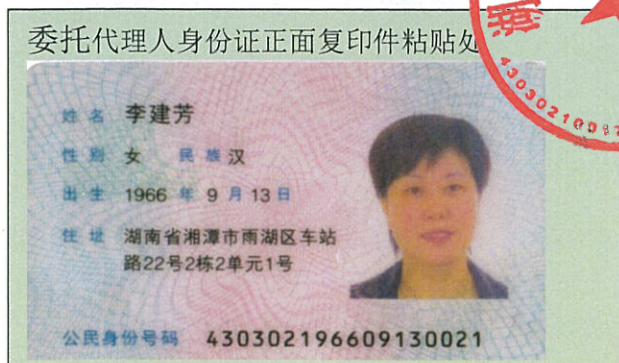 委托代理人身份证正面复印件粘贴处
姓名 李建芳
性别 女 民族 汉
出生 1966 年 9 月 13 日
住址 湖南省湘潭市雨湖区车站
路22号2栋2单元1号
公民身份号码 430302196609130021